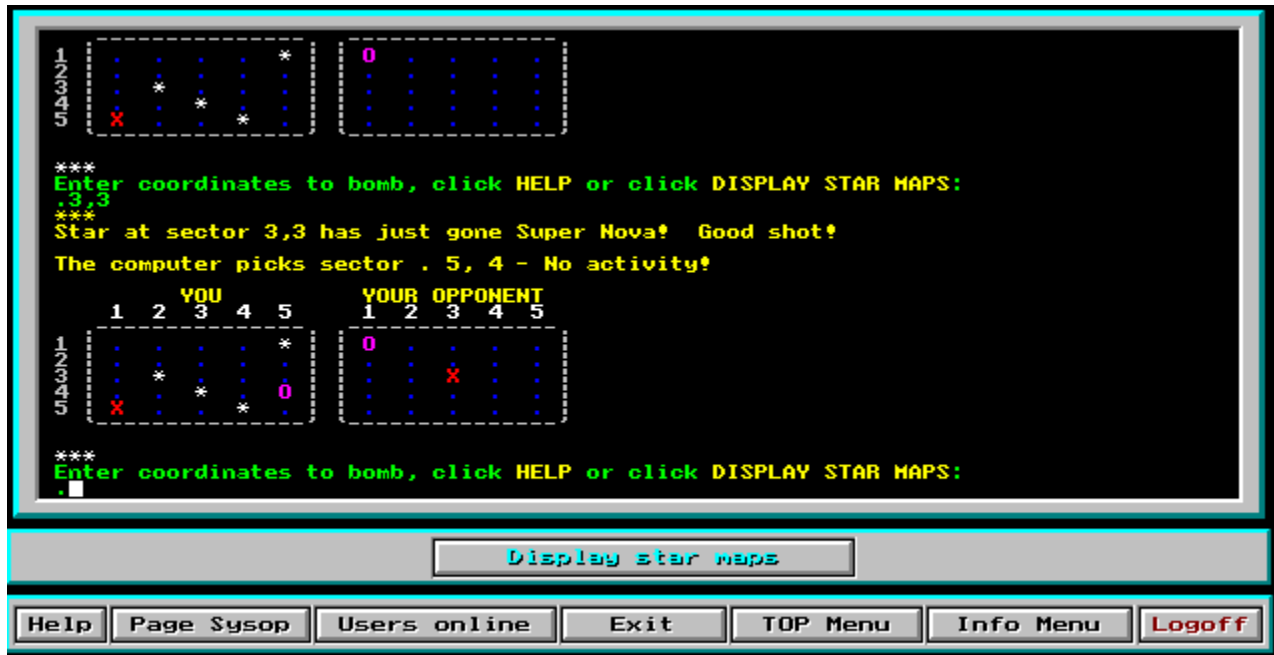 1 . . . . * O . . . .
2 . . . . . . . . . .
3 . * . . . . . . . .
4 . . * . . . . . . .
5 X . . * . . . . . .
***
Enter coordinates to bomb, click HELP or click DISPLAY STAR MAPS:
.3,3
***
Star at sector 3,3 has just gone Super Nova! Good shot!
The computer picks sector . 5, 4 - No activity!
YOU YOUR OPPONENT
1 2 3 4 5 1 2 3 4 5
1 . . . . * O . . . .
2 . . . . . . . . . .
3 . * . . . . . X . .
4 . . * . O . . . . .
5 X . . * . . . . . .
***
Enter coordinates to bomb, click HELP or click DISPLAY STAR MAPS:
.
Display star maps
Help Page Sysop Users online Exit TOP Menu Info Menu Logoff